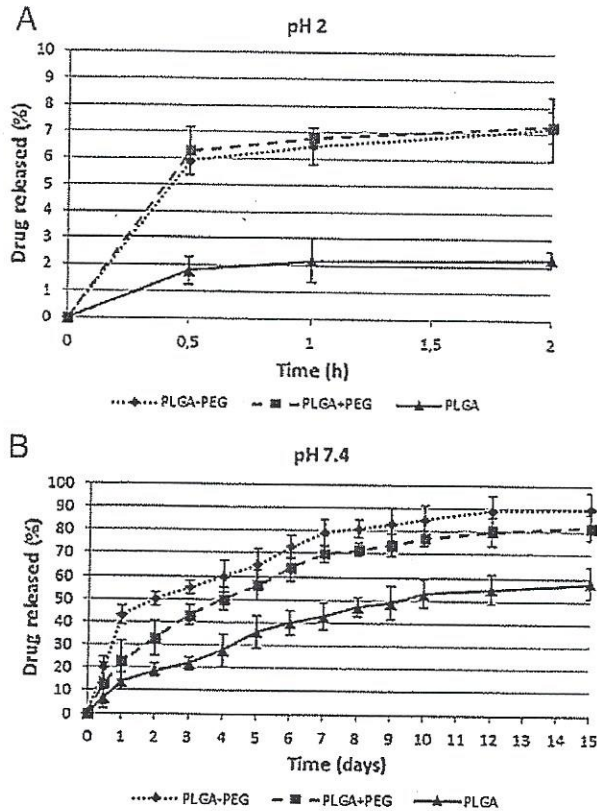 A
pH 2
Drug released (%)
10
9
8
7
6
5
4
3
2
1
0
0 0,5 1 1,5 2
Time (h)
PLGA-PEG PLGA+PEG PLGA
B
pH 7.4
Drug released (%)
100
90
80
70
60
50
40
30
20
10
0
0 1 2 3 4 5 6 7 8 9 10 11 12 13 14 15
Time (days)
PLGA-PEG PLGA+PEG PLGA